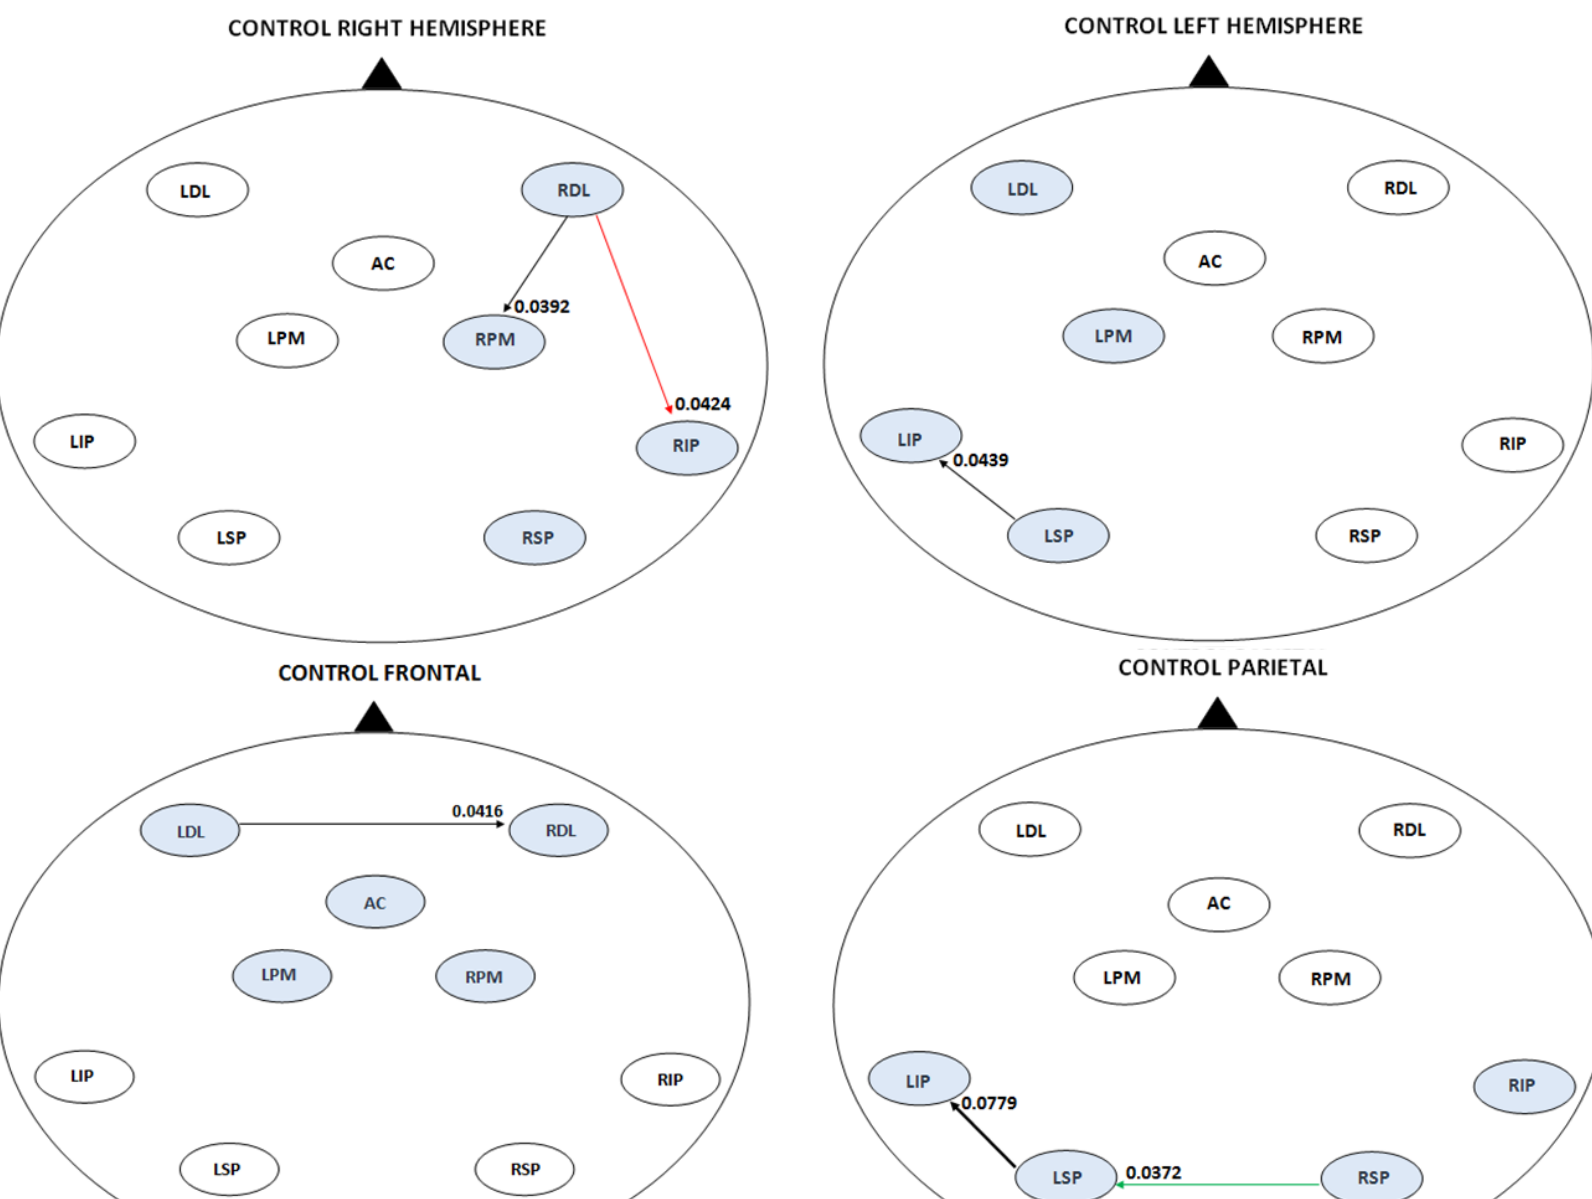 CONTROL RIGHT HEMISPHERE
LDL
RDL
AC
0.0392
LPM
RPM
0.0424
LIP
RIP
LSP
RSP
CONTROL LEFT HEMISPHERE
LDL
RDL
AC
LPM
RPM
LIP
RIP
0.0439
LSP
RSP
CONTROL FRONTAL
0.0416
LDL
RDL
AC
LPM
RPM
LIP
RIP
LSP
RSP
CONTROL PARIETAL
LDL
RDL
AC
LPM
RPM
LIP
RIP
0.0779
LSP
0.0372
RSP